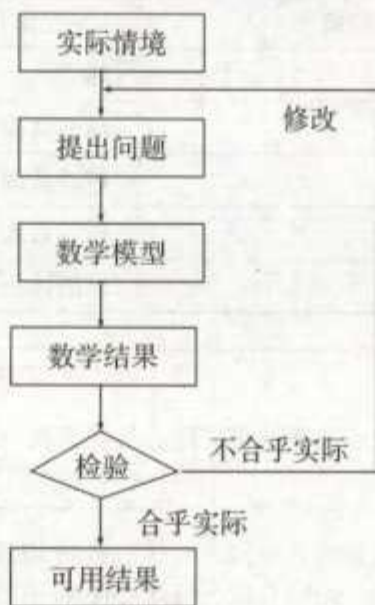 实际情境
修改
提出问题
数学模型
数学结果
检验
不合乎实际
合乎实际
可用结果